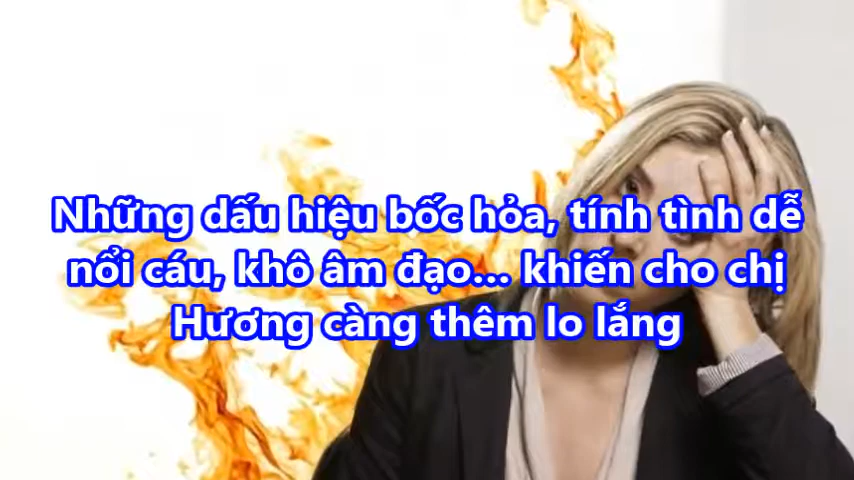 Những dấu hiệu bốc hỏa, tính tình dễ
nổi cáu, khô âm đạo... khiến cho chị
Hương càng thêm lo lắng